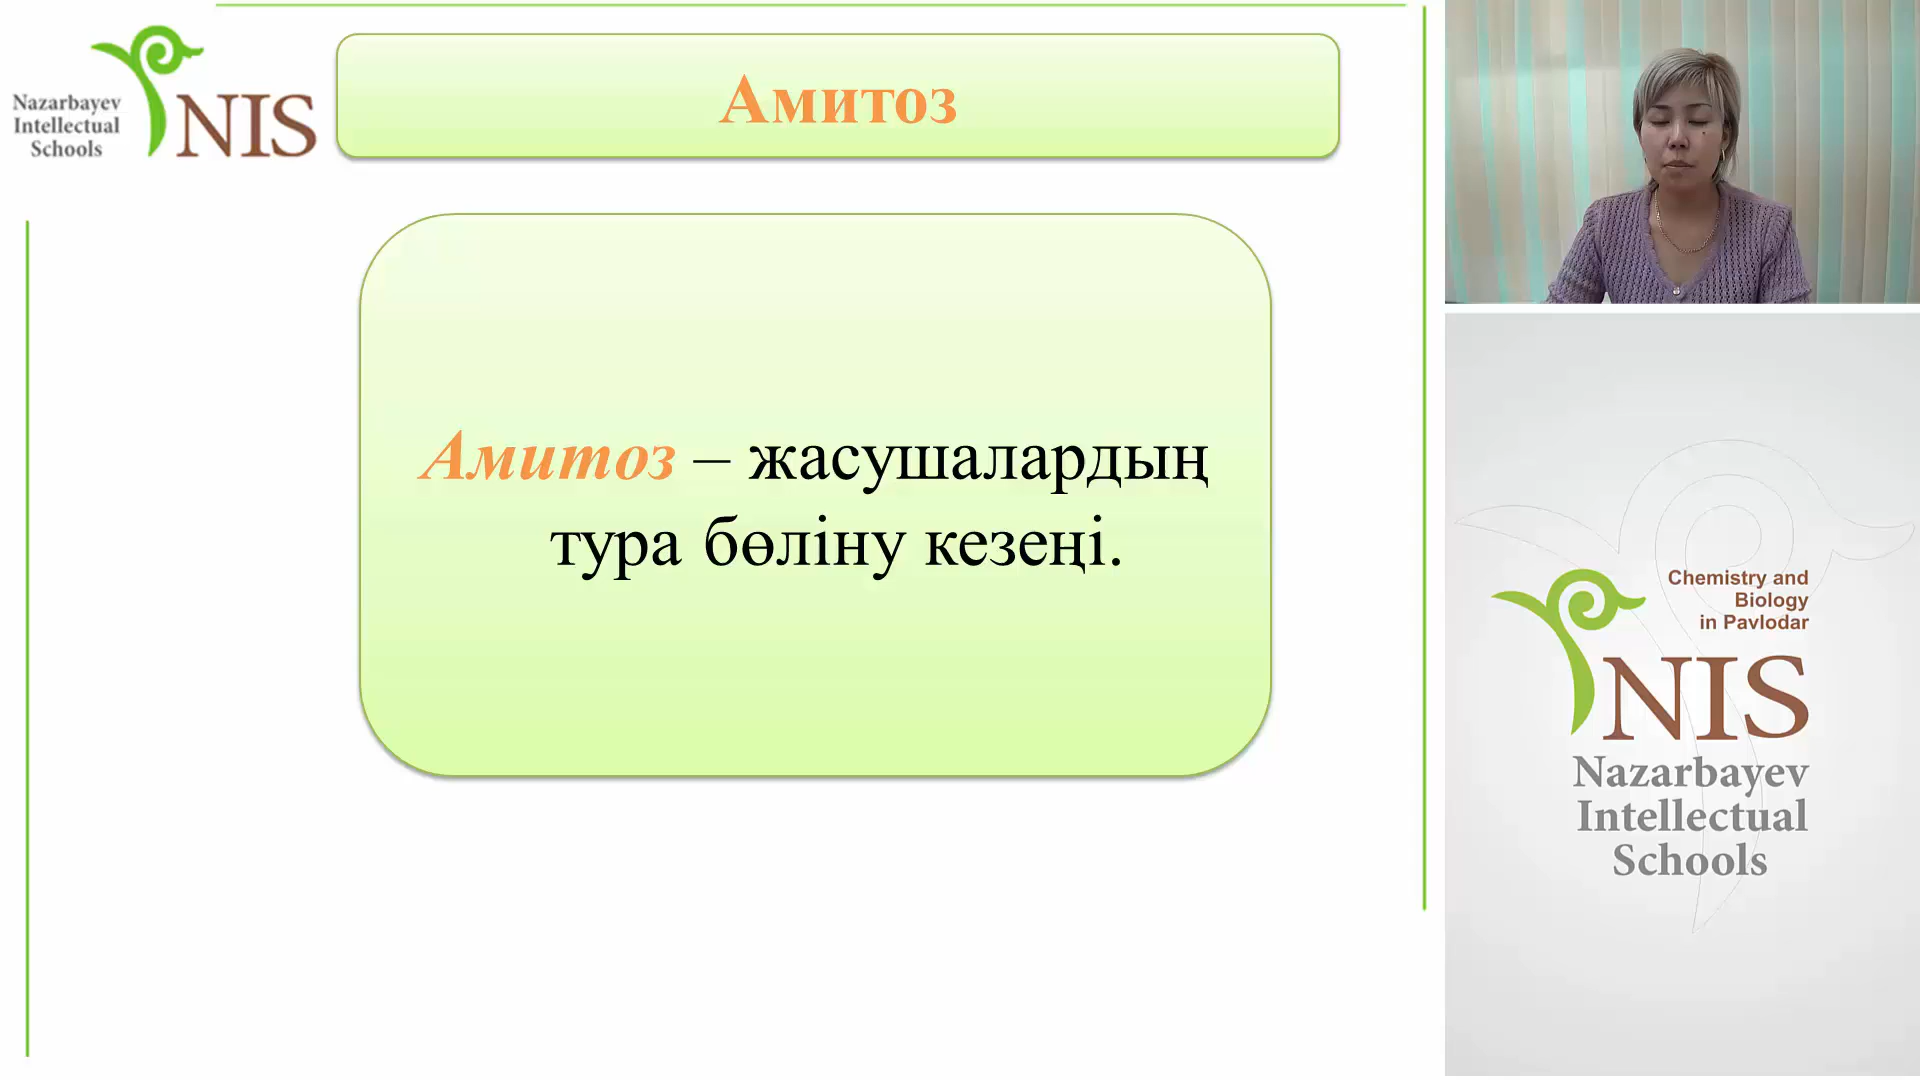 Nazarbayev
Intellectual
Schools
NIS
Амитоз
Амитоз – жасушалардың
тура бөліну кезеңі.
Chemistry and
Biology
in Pavlodar
NIS
Nazarbayev
Intellectual
Schools